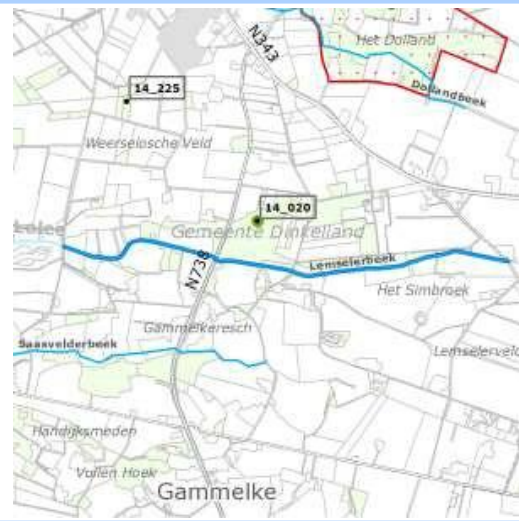 N343
Het Dolland
Dollandbeek
14_225
Weerselosche Veld
14_020
Gemeente Dinkelland
Lemselerbeek
N738
Het Simbroek
Gammelkeresch
Saasvelderbeek
Lemselerveld
Handijksmeden
Vollen Hoek
Gammelke